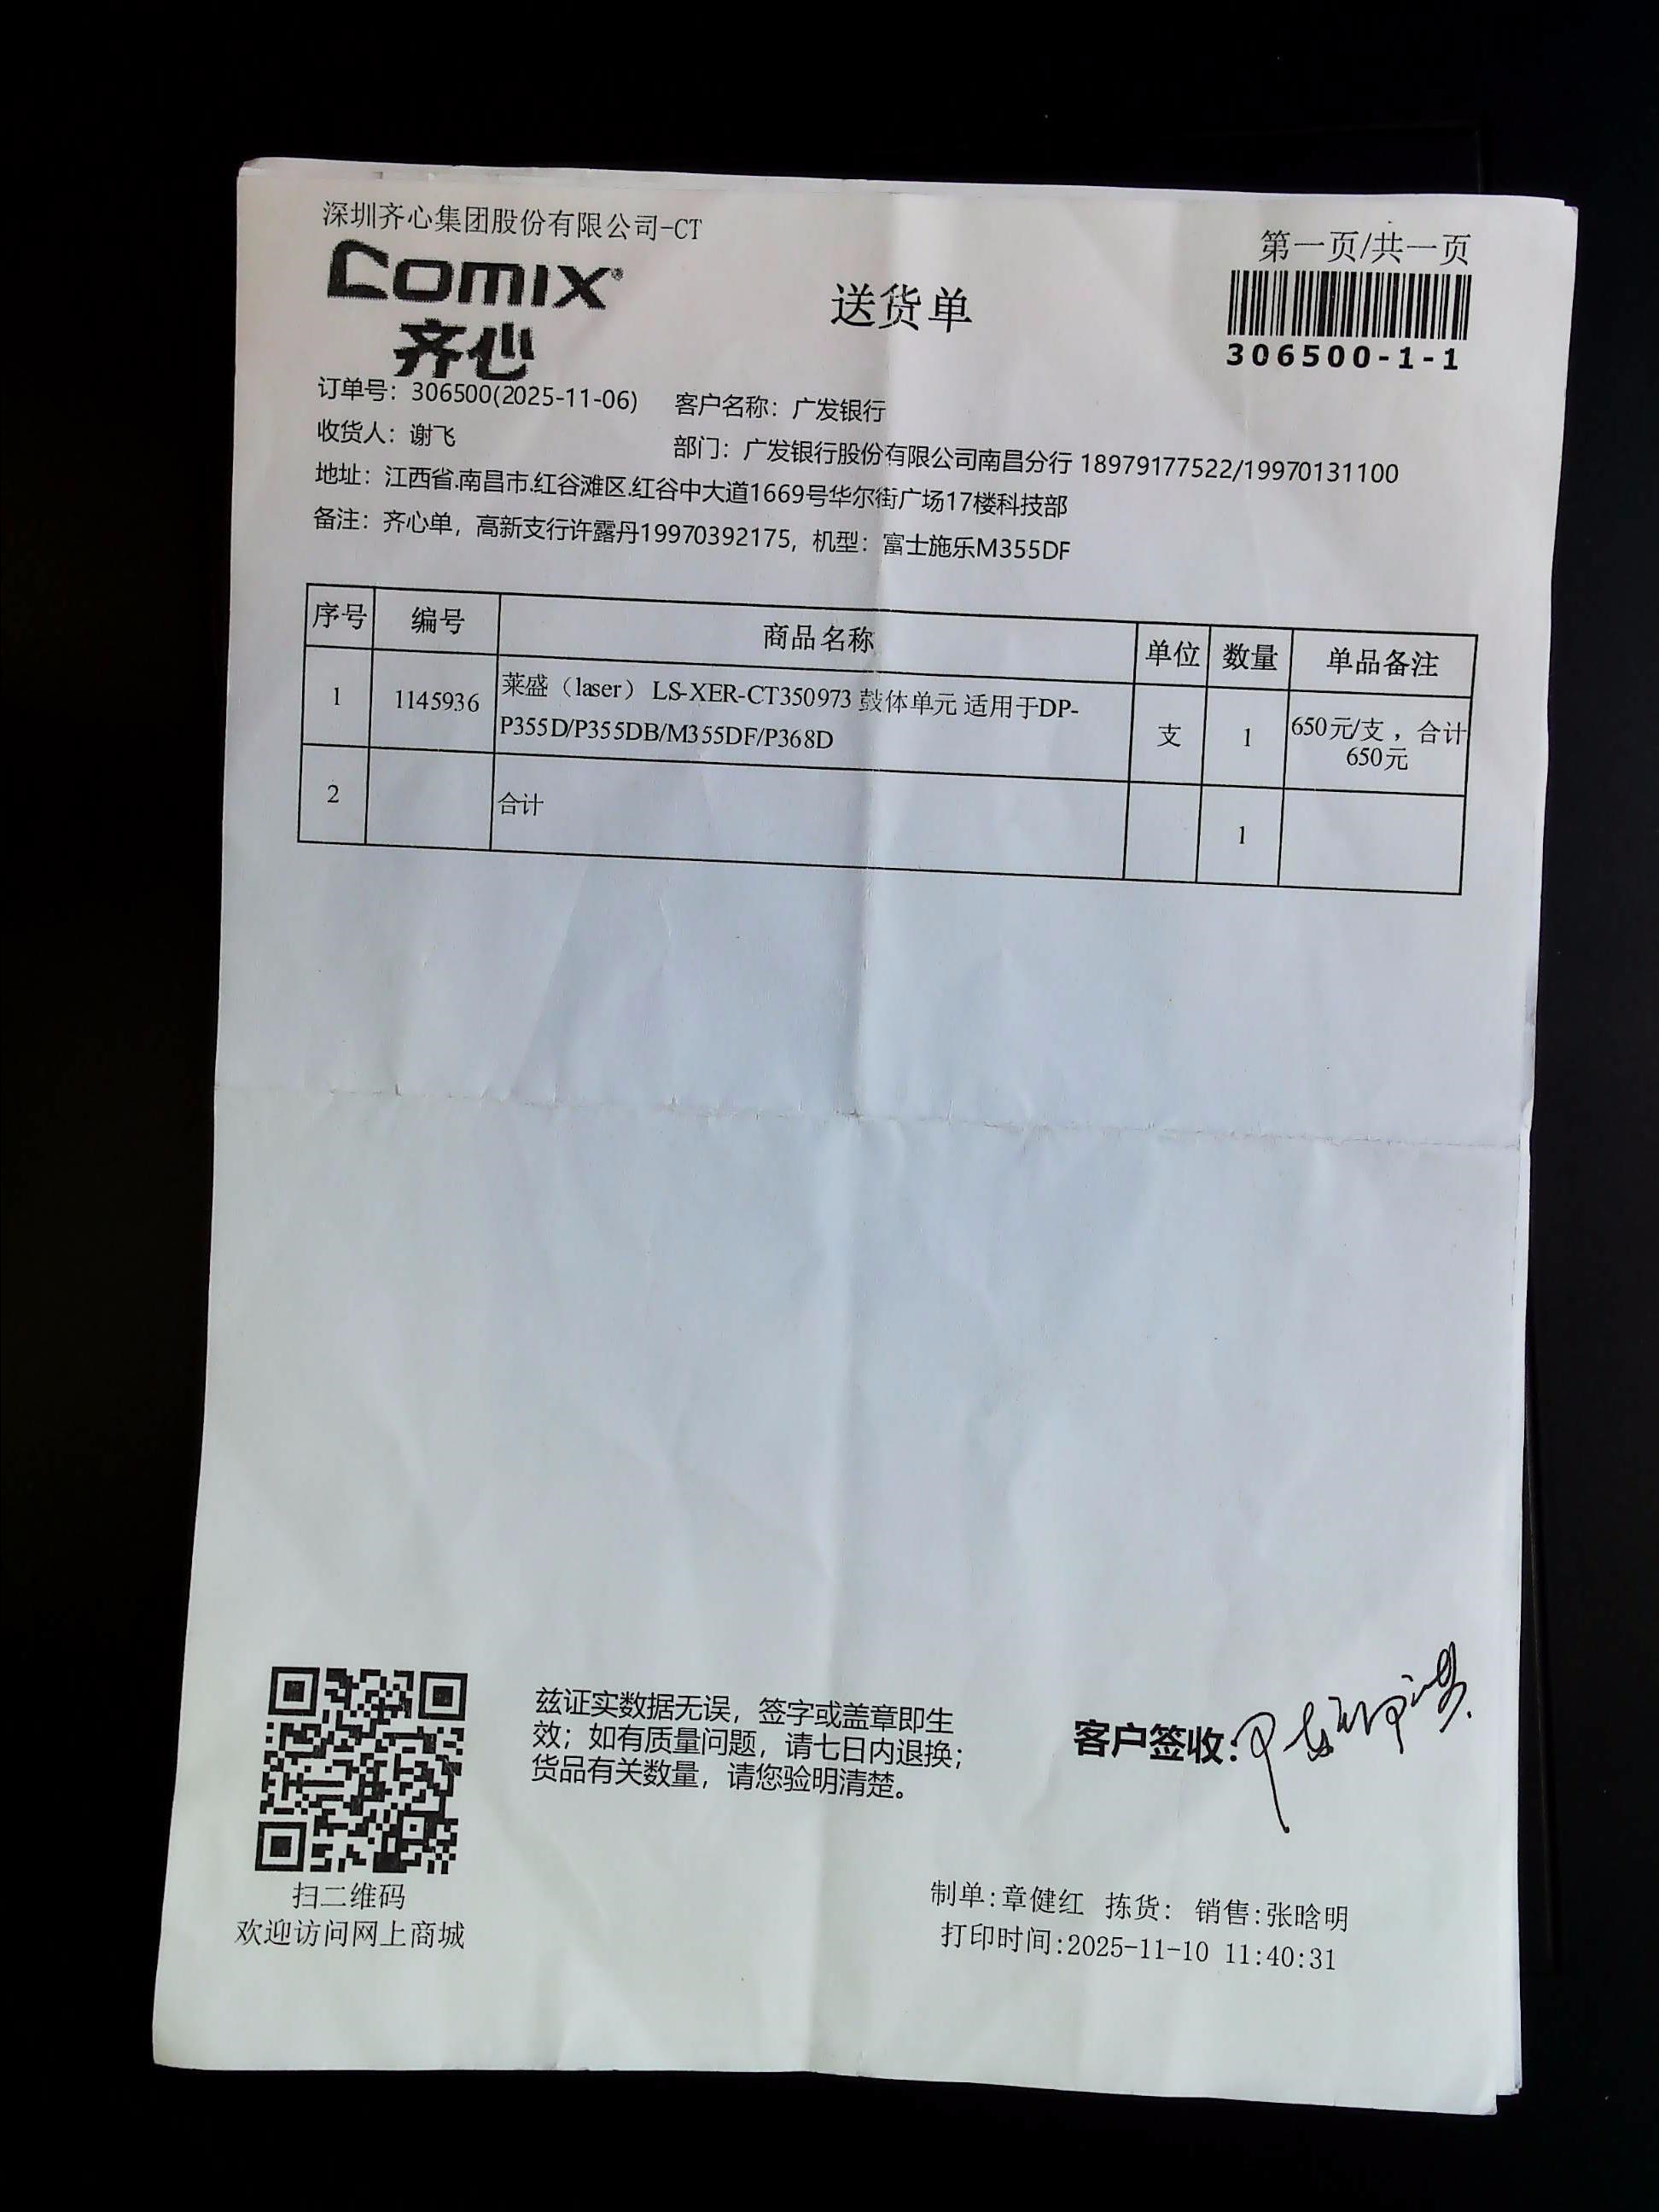 深圳齐心集团股份有限公司-CT
第一页/共一页
COMIX®
齐心
送货单
306500-1-1
订单号：306500(2025-11-06) 客户名称：广发银行
收货人：谢飞 部门：广发银行股份有限公司南昌分行 18979177522/19970131100
地址：江西省.南昌市.红谷滩区.红谷中大道1669号华尔街广场17楼科技部
备注：齐心单，高新支行许露丹19970392175，机型：富士施乐M355DF
序号 编号 商品名称 单位 数量 单品备注
1 1145936 莱盛（laser） LS-XER-CT350973 鼓体单元 适用于DP-
P355D/P355DB/M355DF/P368D 支 1 650元/支，合计
650元
2 合计 1
兹证实数据无误，签字或盖章即生
效；如有质量问题，请七日内退换；
货品有关数量，请您验明清楚。
客户签收:
扫二维码
欢迎访问网上商城
制单:章健红 拣货: 销售:张晗明
打印时间:2025-11-10 11:40:31